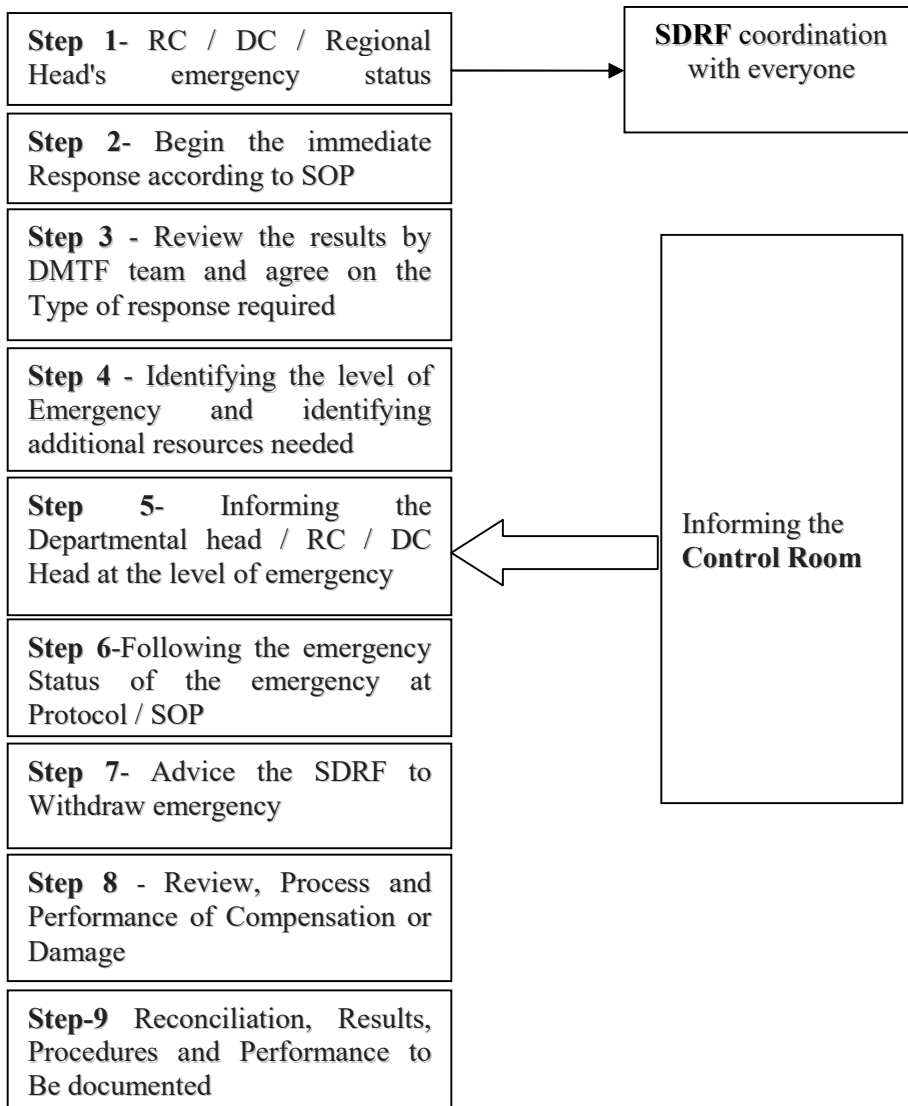 Step 1- RC / DC / Regional
Head's emergency status
SDRF coordination
with everyone
Step 2- Begin the immediate
Response according to SOP
Step 3 - Review the results by
DMTF team and agree on the
Type of response required
Step 4 - Identifying the level of
Emergency and identifying
additional resources needed
Step 5- Informing the
Departmental head / RC / DC
Head at the level of emergency
Informing the
Control Room
Step 6-Following the emergency
Status of the emergency at
Protocol / SOP
Step 7- Advice the SDRF to
Withdraw emergency
Step 8 - Review, Process and
Performance of Compensation or
Damage
Step-9 Reconciliation, Results,
Procedures and Performance to
Be documented